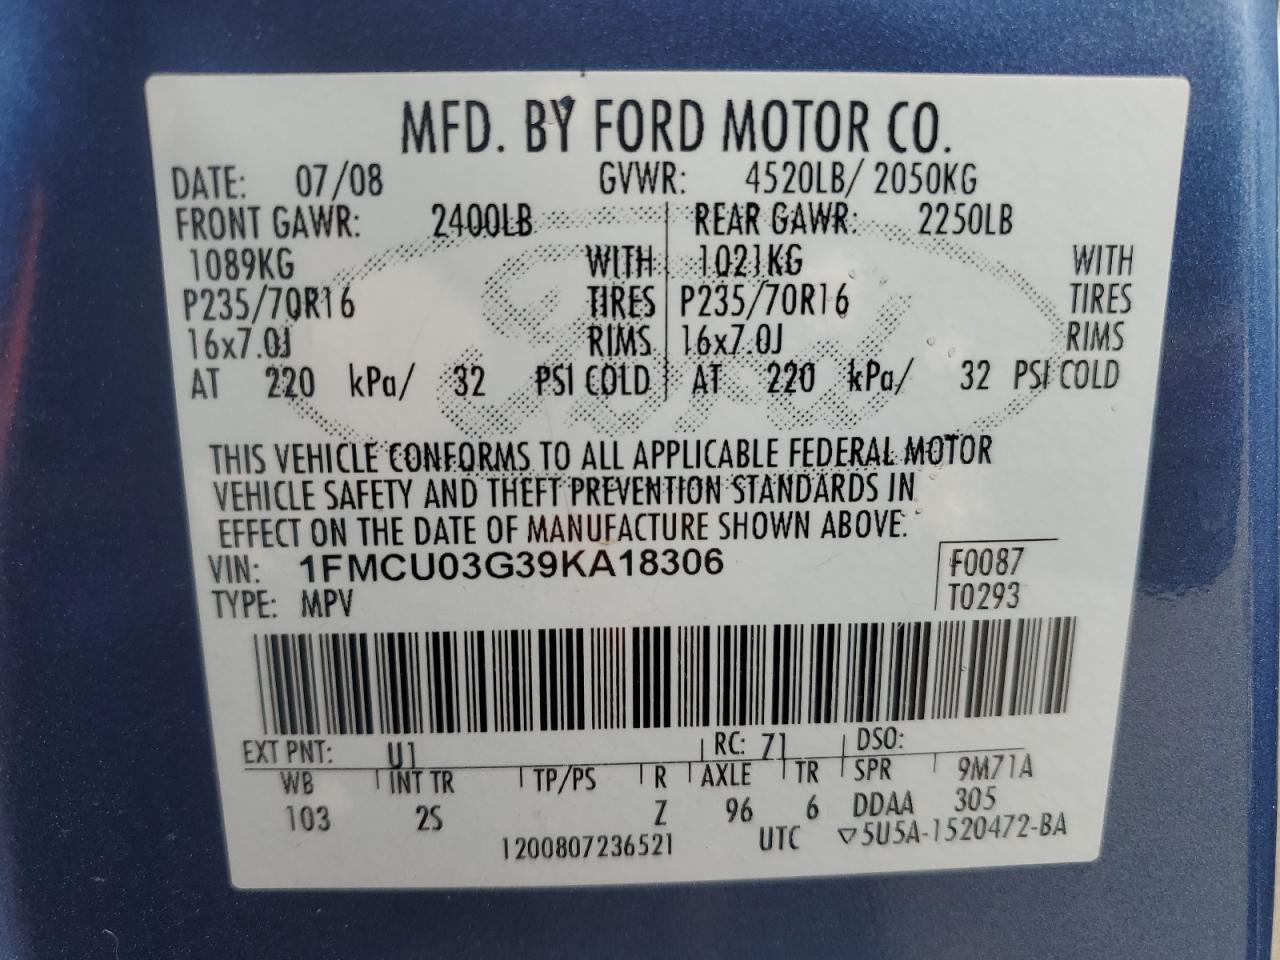 MFD. BY FORD MOTOR CO.
DATE: 07/08 GVWR: 4520LB/ 2050KG
FRONT GAWR: 2400LB REAR GAWR: 2250LB
1089KG WITH 1021KG WITH
P235/70R16 TIRES P235/70R16 TIRES
16x7.0J RIMS 16x7.0J RIMS
AT 220 kPa/ 32 PSI COLD AT 220 kPa/ 32 PSI COLD
Ford
THIS VEHICLE CONFORMS TO ALL APPLICABLE FEDERAL MOTOR
VEHICLE SAFETY AND THEFT PREVENTION STANDARDS IN
EFFECT ON THE DATE OF MANUFACTURE SHOWN ABOVE.
VIN: 1FMCU03G39KA18306 F0087
TYPE: MPV T0293
EXT PNT: U1 RC: 71 DSO:
WB INT TR TP/PS R AXLE TR SPR 9M71A
103 2S Z 96 6 DDAA 305
1200807236521 UTC ▽5U5A-1520472-BA